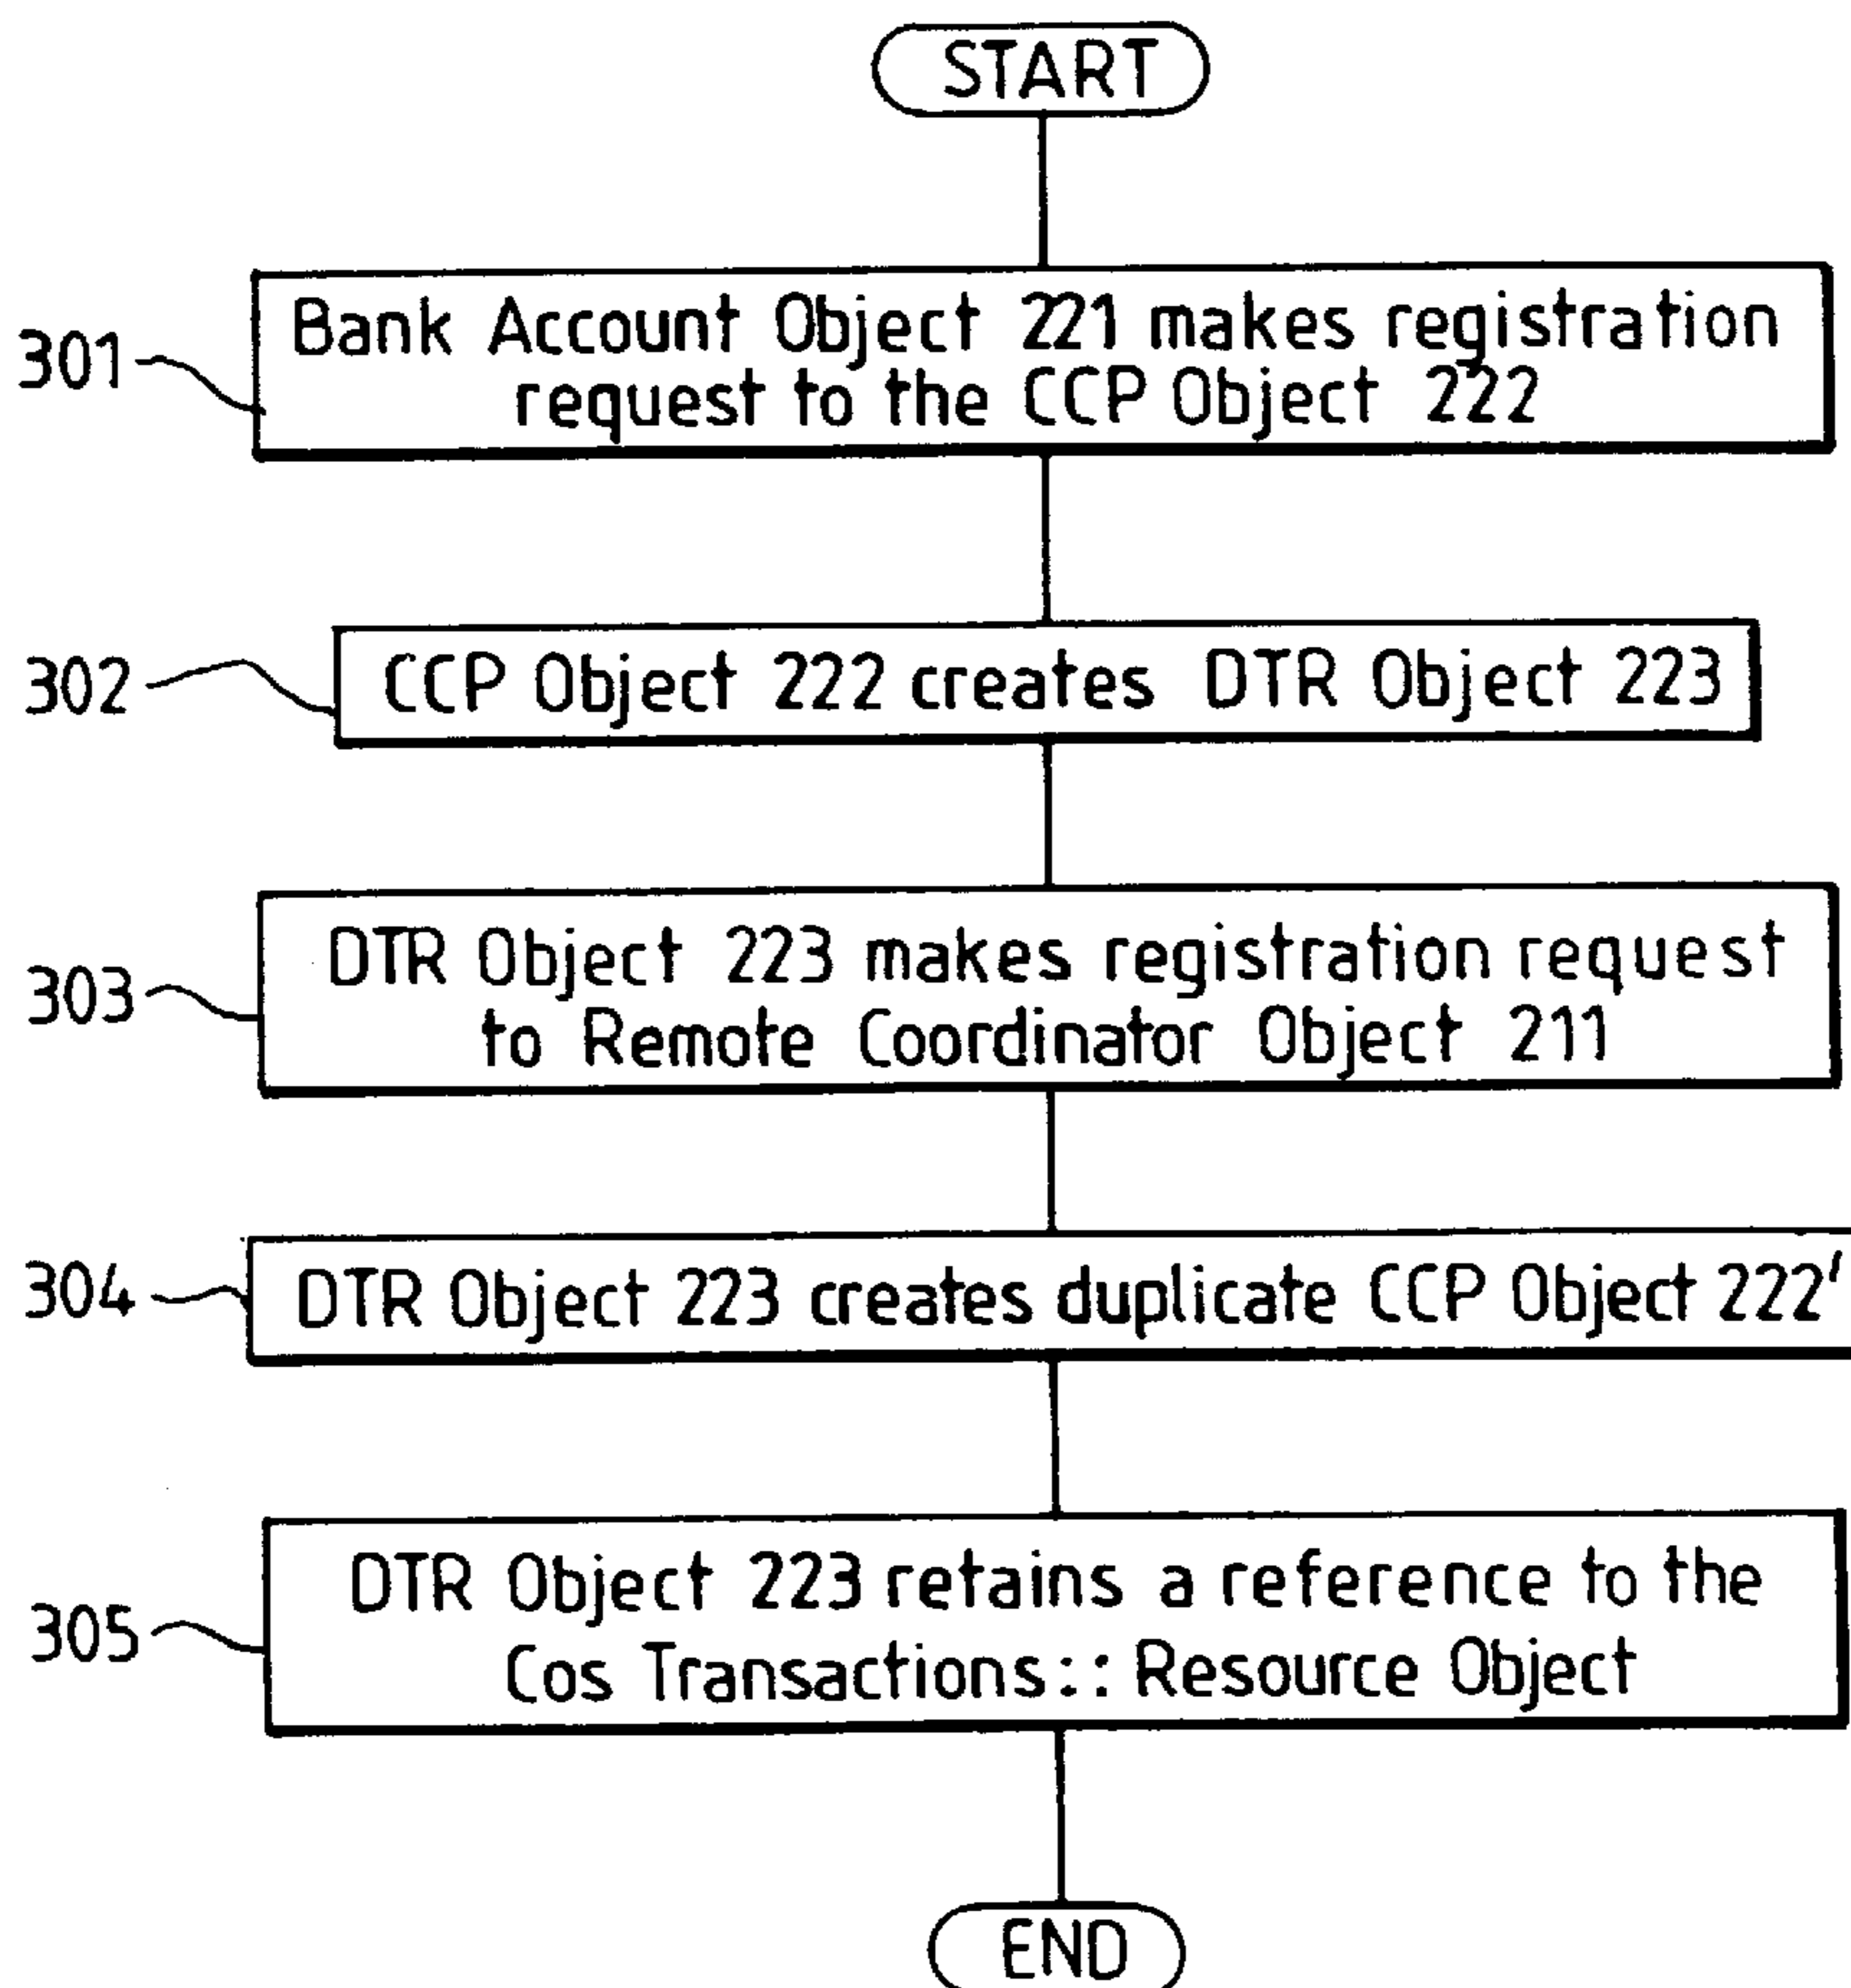 START
301
Bank Account Object 221 makes registration
request to the CCP Object 222
302
CCP Object 222 creates DTR Object 223
303
DTR Object 223 makes registration request
to Remote Coordinator Object 211
304
DTR Object 223 creates duplicate CCP Object 222'
305
DTR Object 223 retains a reference to the
Cos Transactions:: Resource Object
END